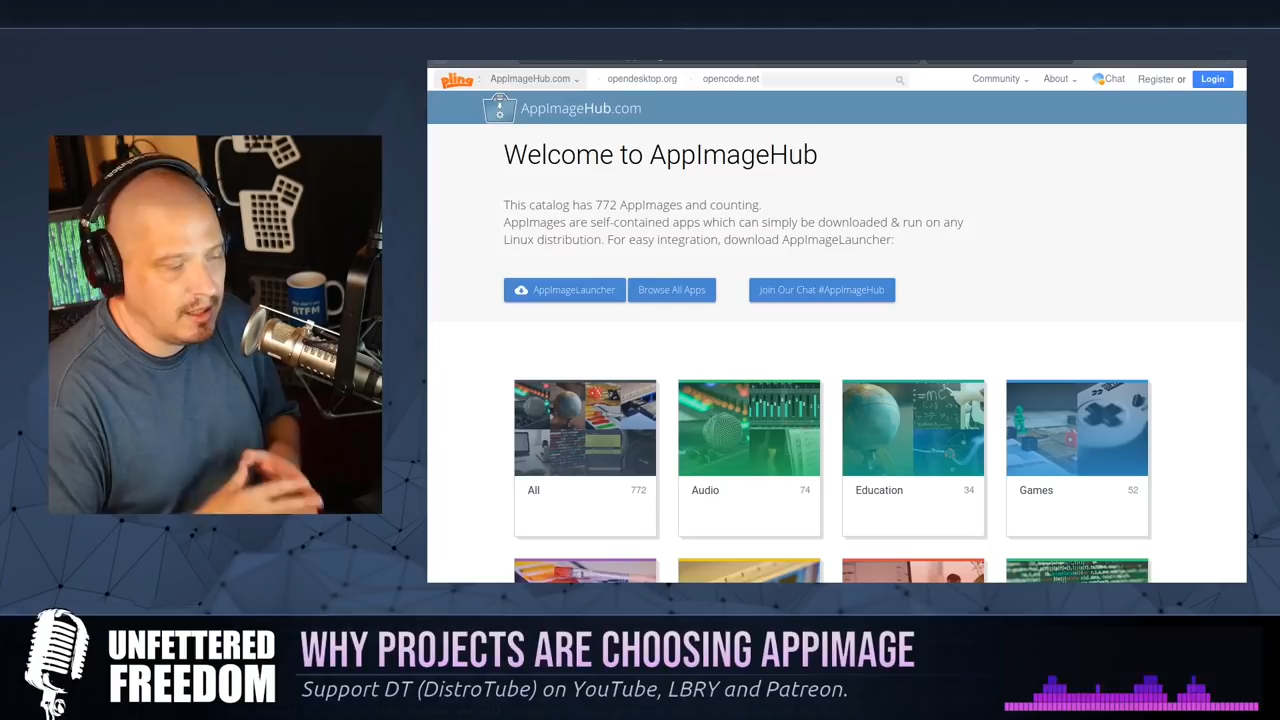 pling
AppImageHub.com
opendesktop.org
opencode.net
Community
About
Chat
Register or
Login
AppImageHub.com
Welcome to AppImageHub
This catalog has 772 AppImages and counting.
AppImages are self-contained apps which can simply be downloaded & run on any
Linux distribution. For easy integration, download AppImageLauncher:
AppImageLauncher
Browse All Apps
Join Our Chat #AppImageHub
RTFM
All 772
Audio 74
Education 34
Games 52
UNFETTERED
FREEDOM
WHY PROJECTS ARE CHOOSING APPIMAGE
Support DT (DistroTube) on YouTube, LBRY and Patreon.